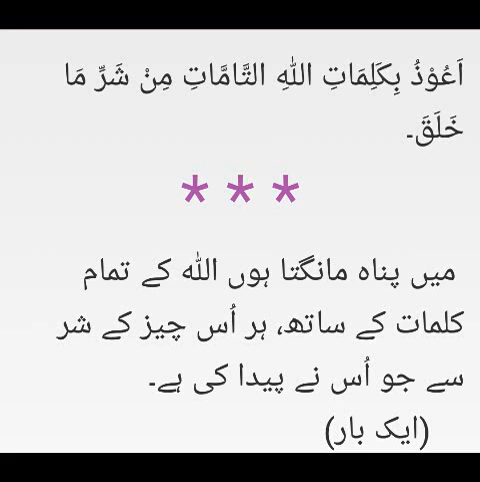 اَعُوْذُ بِكَلِمَاتِ اللّٰهِ التَّامَّاتِ مِنْ شَرِّ مَا
خَلَقَ۔
***
میں پناہ مانگتا ہوں اللّٰہ کے تمام
کلمات کے ساتھ، ہر اُس چیز کے شر
سے جو اُس نے پیدا کی ہے۔
(ایک بار)